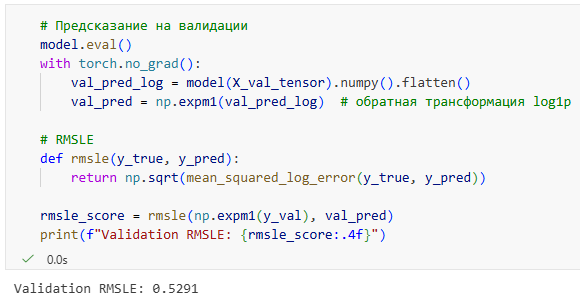 # Предсказание на валидации
model.eval()
with torch.no_grad():
    val_pred_log = model(X_val_tensor).numpy().flatten()
    val_pred = np.expm1(val_pred_log)  # обратная трансформация log1p
# RMSLE
def rmsle(y_true, y_pred):
    return np.sqrt(mean_squared_log_error(y_true, y_pred))
rmsle_score = rmsle(np.expm1(y_val), val_pred)
print(f"Validation RMSLE: {rmsle_score:.4f}")
0.0s
Validation RMSLE: 0.5291